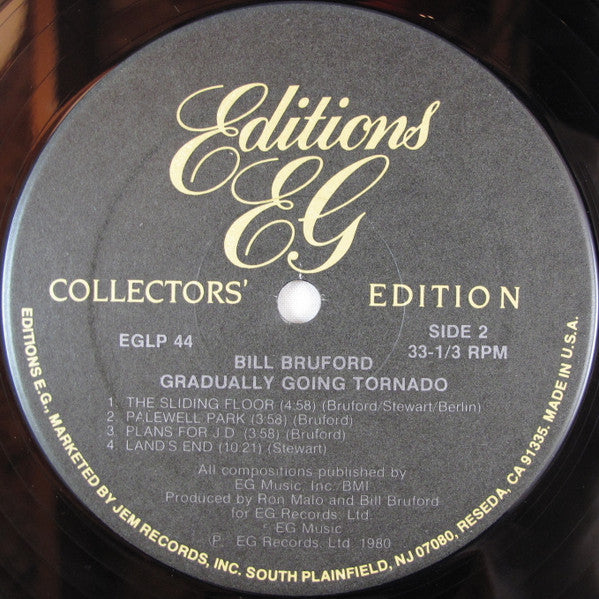 Editions
EG
COLLECTORS' EDITION
EGLP 44
SIDE 2
33-1/3 RPM
BILL BRUFORD
GRADUALLY GOING TORNADO
1. THE SLIDING FLOOR (4:58) (Bruford/Stewart/Berlin)
2. PALEWELL PARK (3:58) (Bruford)
3. PLANS FOR J.D. (3:58) (Bruford)
4. LAND'S END (10:21) (Stewart)
All compositions published by
EG Music, Inc. BMI
Produced by Ron Malo and Bill Bruford
for EG Records, Ltd.
EG Music
P. EG Records, Ltd. 1980
EDITIONS E.G., MARKETED BY JEM RECORDS, INC. SOUTH PLAINFIELD, NJ 07080, RESEDA, CA 91335. MADE IN U.S.A.